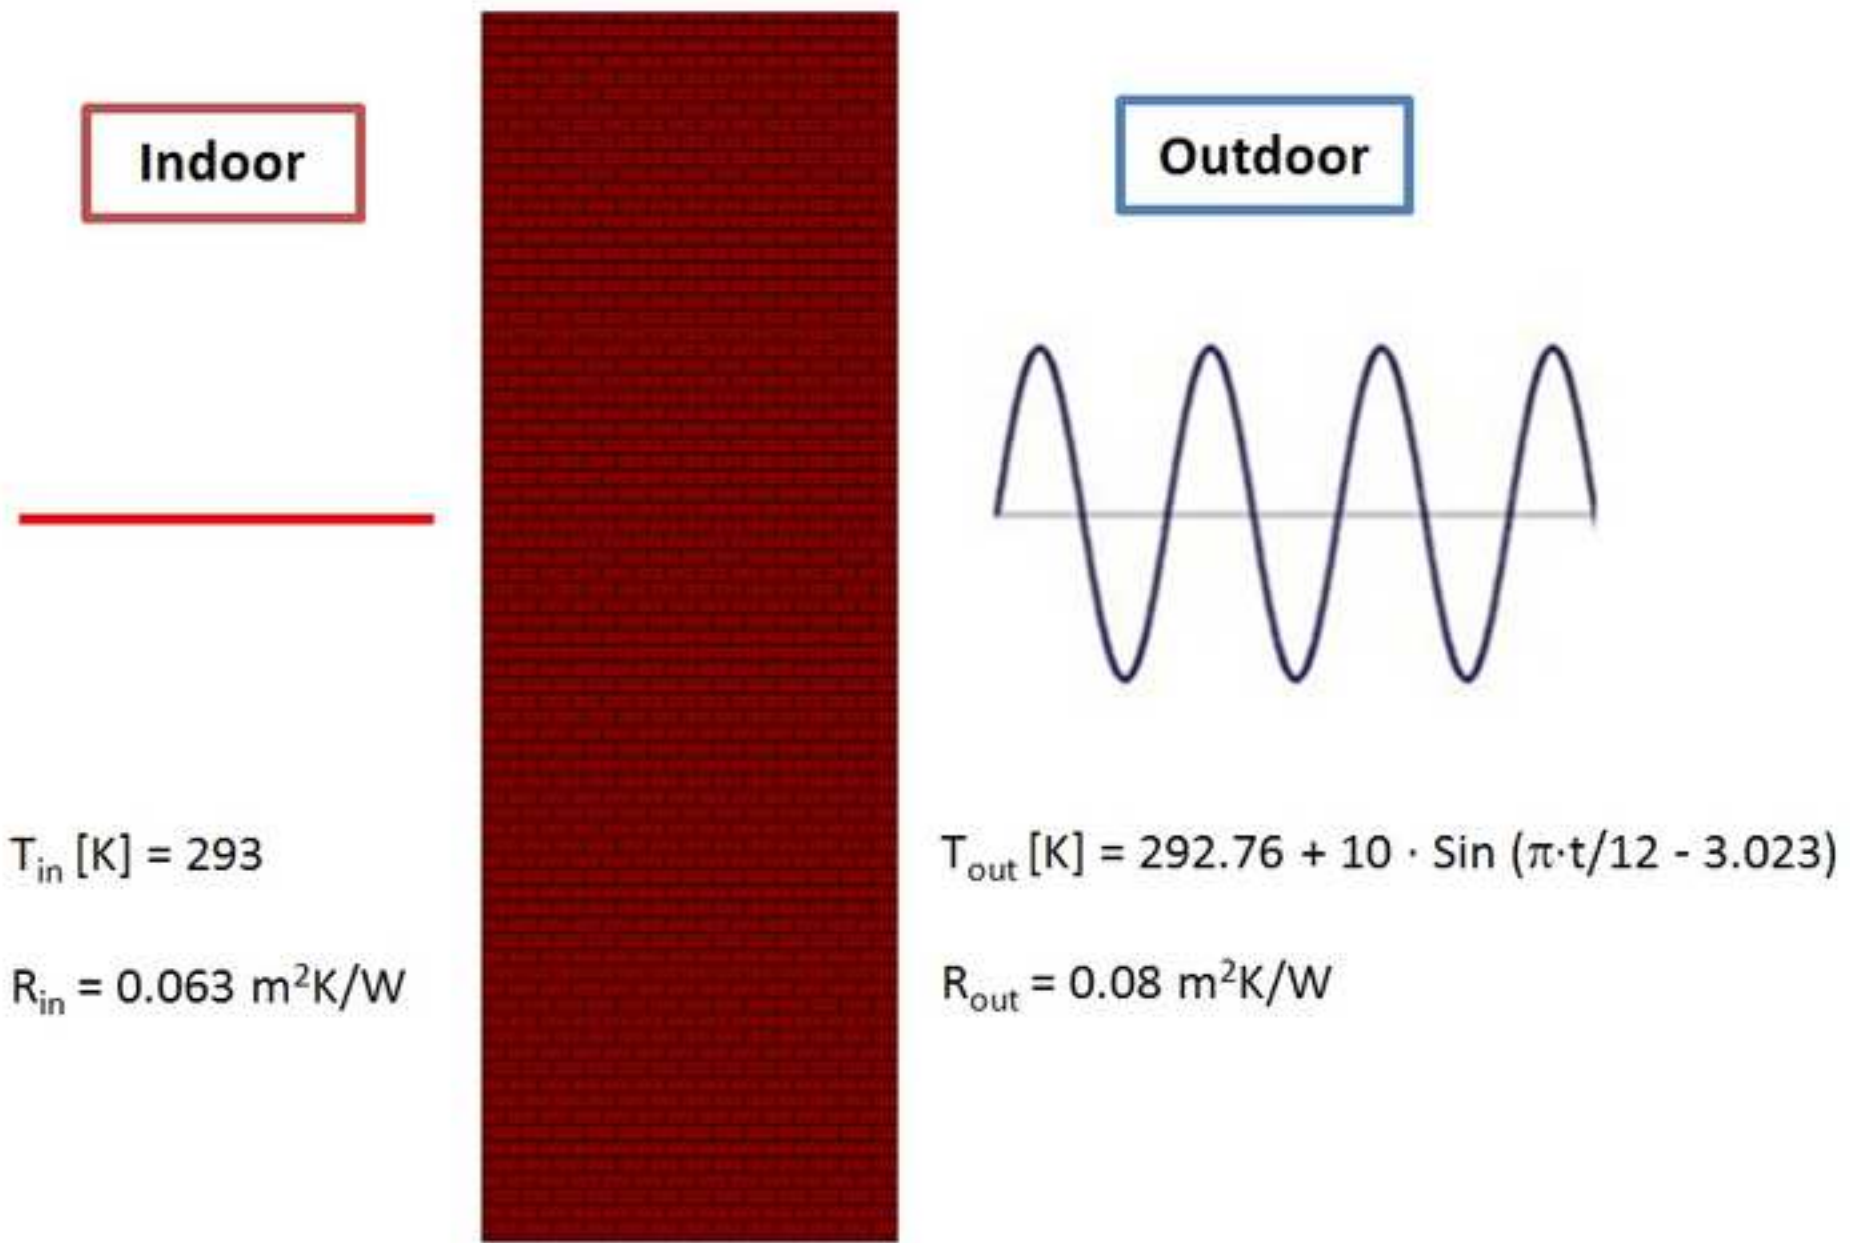 Indoor
Outdoor
T_in [K] = 293
T_out [K] = 292.76 + 10 · Sin (π·t/12 - 3.023)
R_in = 0.063 m²K/W
R_out = 0.08 m²K/W